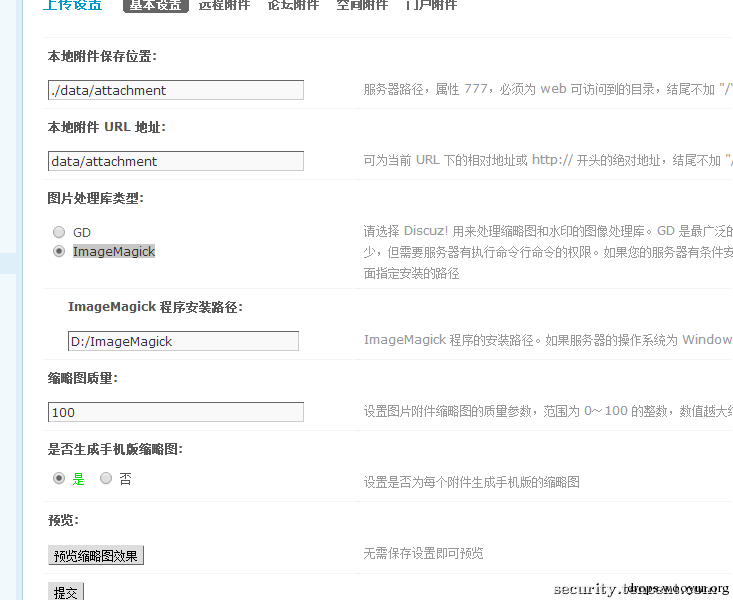 上传设置 基本设置 远程附件 论坛附件 空间附件 门户附件
本地附件保存位置:
./data/attachment
服务器路径，属性 777，必须为 web 可访问到的目录，结尾不加 "/"
本地附件 URL 地址:
data/attachment
可为当前 URL 下的相对地址或 http:// 开头的绝对地址，结尾不加 "/
图片处理库类型:
GD
请选择 Discuz! 用来处理缩略图和水印的图像处理库。GD 是最广泛的
ImageMagick
少，但需要服务器有执行命令行命令的权限。如果您的服务器有条件安
面指定安装的路径
ImageMagick 程序安装路径:
D:/ImageMagick
ImageMagick 程序的安装路径。如果服务器的操作系统为 Window
缩略图质量:
100
设置图片附件缩略图的质量参数，范围为 0～100 的整数，数值越大结
是否生成手机版缩略图:
是 否
设置是否为每个附件生成手机版的缩略图
预览:
预览缩略图效果
无需保存设置即可预览
提交
security.tencent.com